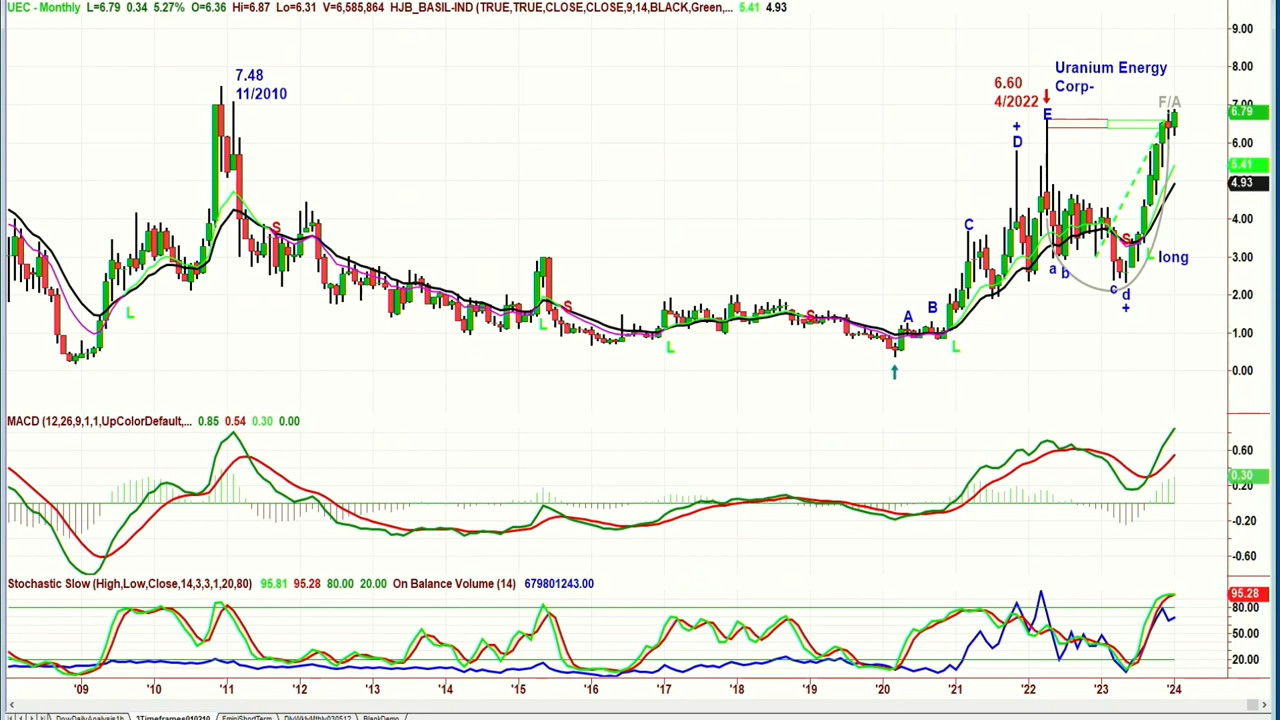 UEC - Monthly L=6.79 0.34 5.27% O=6.36 Hi=6.87 Lo=6.31 V=6,585,864 HJB_BASIL-IND (TRUE,TRUE,CLOSE,CLOSE,9,14,BLACK,Green,... 5.41 4.93
9.00
8.00
7.00
6.79
6.00
5.41
4.93
4.00
3.00
2.00
1.00
0.00
7.48
11/2010
6.60
4/2022
Uranium Energy
Corp-
F/A
E
+
D
C
S
S
S
S
S
long
a
b
c
d
+
A
B
L
L
L
L
MACD (12,26,9,1,1,UpColorDefault,... 0.85 0.54 0.30 0.00
0.60
0.30
0.20
-0.20
-0.60
Stochastic Slow (High,Low,Close,14,3,3,1,20,80) 95.81 95.28 80.00 20.00 On Balance Volume (14) 679801243.00
95.28
80.00
50.00
20.00
'09 '10 '11 '12 '13 '14 '15 '16 '17 '18 '19 '20 '21 '22 '23 '24
DowDailyAnalysis1h 3Timeframes010310 EminiShortTerm DlyWklyMthly030512 BlankDemo